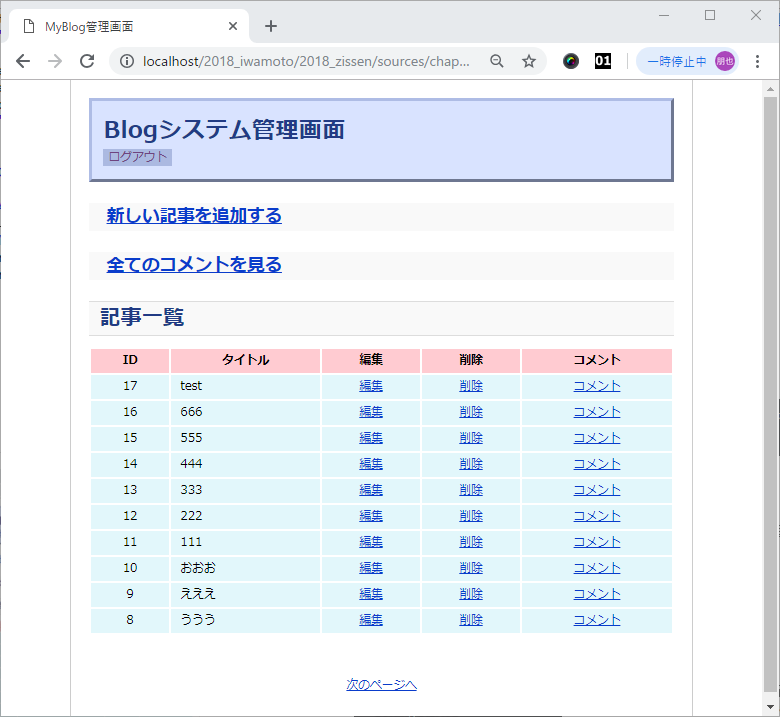 MyBlog管理画面
localhost/2018_iwamoto/2018_zissen/sources/chap...
01
一時停止中 朋也
Blogシステム管理画面
ログアウト
新しい記事を追加する
全てのコメントを見る
記事一覧
ID タイトル 編集 削除 コメント
17 test 編集 削除 コメント
16 666 編集 削除 コメント
15 555 編集 削除 コメント
14 444 編集 削除 コメント
13 333 編集 削除 コメント
12 222 編集 削除 コメント
11 111 編集 削除 コメント
10 おおお 編集 削除 コメント
9 えええ 編集 削除 コメント
8 ううう 編集 削除 コメント
次のページへ